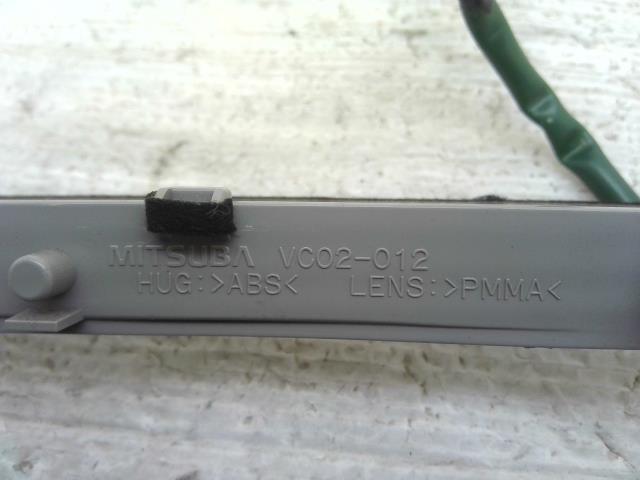 MITSUBA VC02-012
HUG:>ABS< LENS:>PMMA<